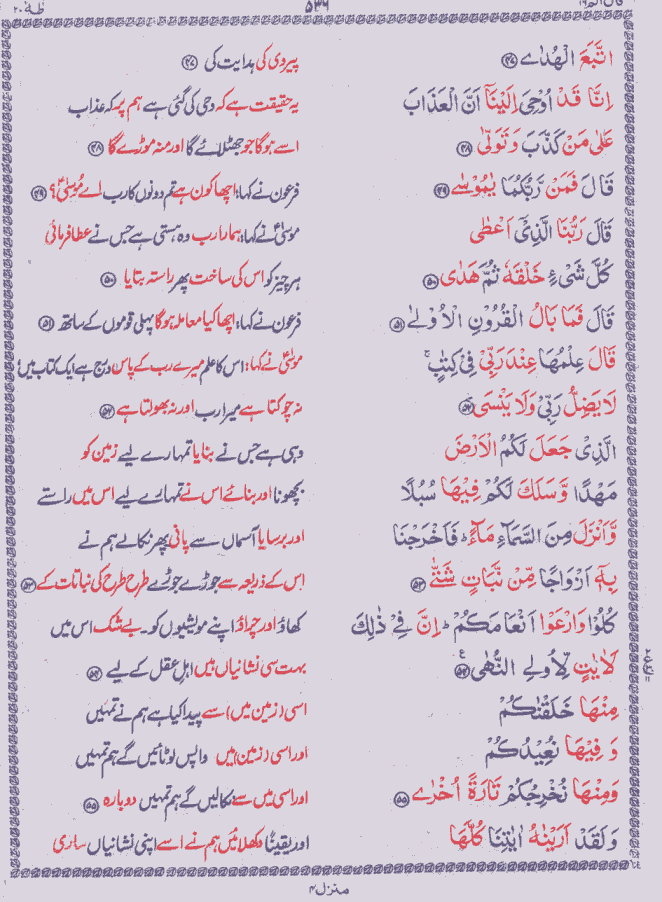 طٰهٰ ٢٠ ٥٣٦ قال الم ١٦
اتَّبَعَ الْهُدٰے ﴿٤٧﴾ پیروی کی ہدایت کی ﴿٤٧﴾
اِنَّا قَدْ اُوْحِیَ اِلَیْنَاۤ اَنَّ الْعَذَابَ یہ حقیقت ہے کہ وحی کی گئی ہے ہم پر کہ عذاب
عَلٰی مَنْ كَذَّبَ وَ تَوَلّٰی ﴿٤٨﴾ اسے ہوگا جو جھٹلائے گا اور منہ موڑے گا ﴿٤٨﴾
قَالَ فَمَنْ رَّبُّكُمَا یٰمُوْسٰے ﴿٤٩﴾ فرعون نے کہا: اچھا کون ہے تم دونوں کا رب اے مُوسٰیؑ؟ ﴿٤٩﴾
قَالَ رَبُّنَا الَّذِیْۤ اَعْطٰی موسٰیؑ نے کہا: ہمارا رب وہ ہستی ہے جس نے عطا فرمائی
كُلَّ شَیْءٍ خَلْقَهٗ ثُمَّ هَدٰی ﴿٥٠﴾ ہر چیز کو اس کی ساخت پھر راستہ بتایا ﴿٥٠﴾
قَالَ فَمَا بَالُ الْقُرُوْنِ الْاُوْلٰے ﴿٥١﴾ فرعون نے کہا: اچھا کیا معاملہ ہوگا پہلی قوموں کے ساتھ ﴿٥١﴾
قَالَ عِلْمُهَا عِنْدَ رَبِّیْ فِیْ كِتٰبٍ ۚ موسٰیؑ نے کہا: اس کا علم میرے رب کے پاس درج ہے ایک کتاب میں؛
لَا یَضِلُّ رَبِّیْ وَلَا یَنْسَی ﴿٥٢﴾ نہ چوکتا ہے میرا رب اور نہ بھولتا ہے ﴿٥٢﴾
الَّذِیْ جَعَلَ لَكُمُ الْاَرْضَ وہی ہے جس نے بنایا تمہارے لیے زمین کو
مَهْدًا وَّ سَلَكَ لَكُمْ فِیْهَا سُبُلًا بچھونا اور بنائے اس نے تمہارے لیے اس میں راستے
وَّ اَنْزَلَ مِنَ السَّمَآءِ مَآءً ؕ فَاَخْرَجْنَا اور برسایا آسماں سے پانی پھر نکالے ہم نے
بِهٖۤ اَزْوَاجًا مِّنْ نَّبَاتٍ شَتّٰی ﴿٥٣﴾ اس کے ذریعہ سے جوڑے جوڑے طرح طرح کی نباتات کے ﴿٥٣﴾
كُلُوْا وَارْعَوْا اَنْعَامَكُمْ ؕ اِنَّ فِیْ ذٰلِكَ کھاؤ اور چراؤ اپنے مویشیوں کو۔ بے شک اس میں
لَاٰیٰتٍ لِّاُولِے النُّهٰی ﴿٥٤﴾ بہت سی نشانیاں ہیں اہلِ عقل کے لیے ﴿٥٤﴾
مِنْهَا خَلَقْنٰكُمْ اسی (زمین میں) سے پیدا کیا ہے ہم نے تمہیں
وَ فِیْهَا نُعِیْدُكُمْ اور اسی (زمین) میں واپس لوٹائیں گے ہم تمہیں
وَمِنْهَا نُخْرِجُكُمْ تَارَةً اُخْرٰے ﴿٥٥﴾ اور اسی میں سے نکالیں گے ہم تمہیں دوبارہ ﴿٥٥﴾
وَ لَقَدْ اَرَیْنٰهُ اٰیٰتِنَا كُلَّهَا اور یقیناً دکھلائیں ہم نے اسے اپنی نشانیاں ساری
منزل ٤